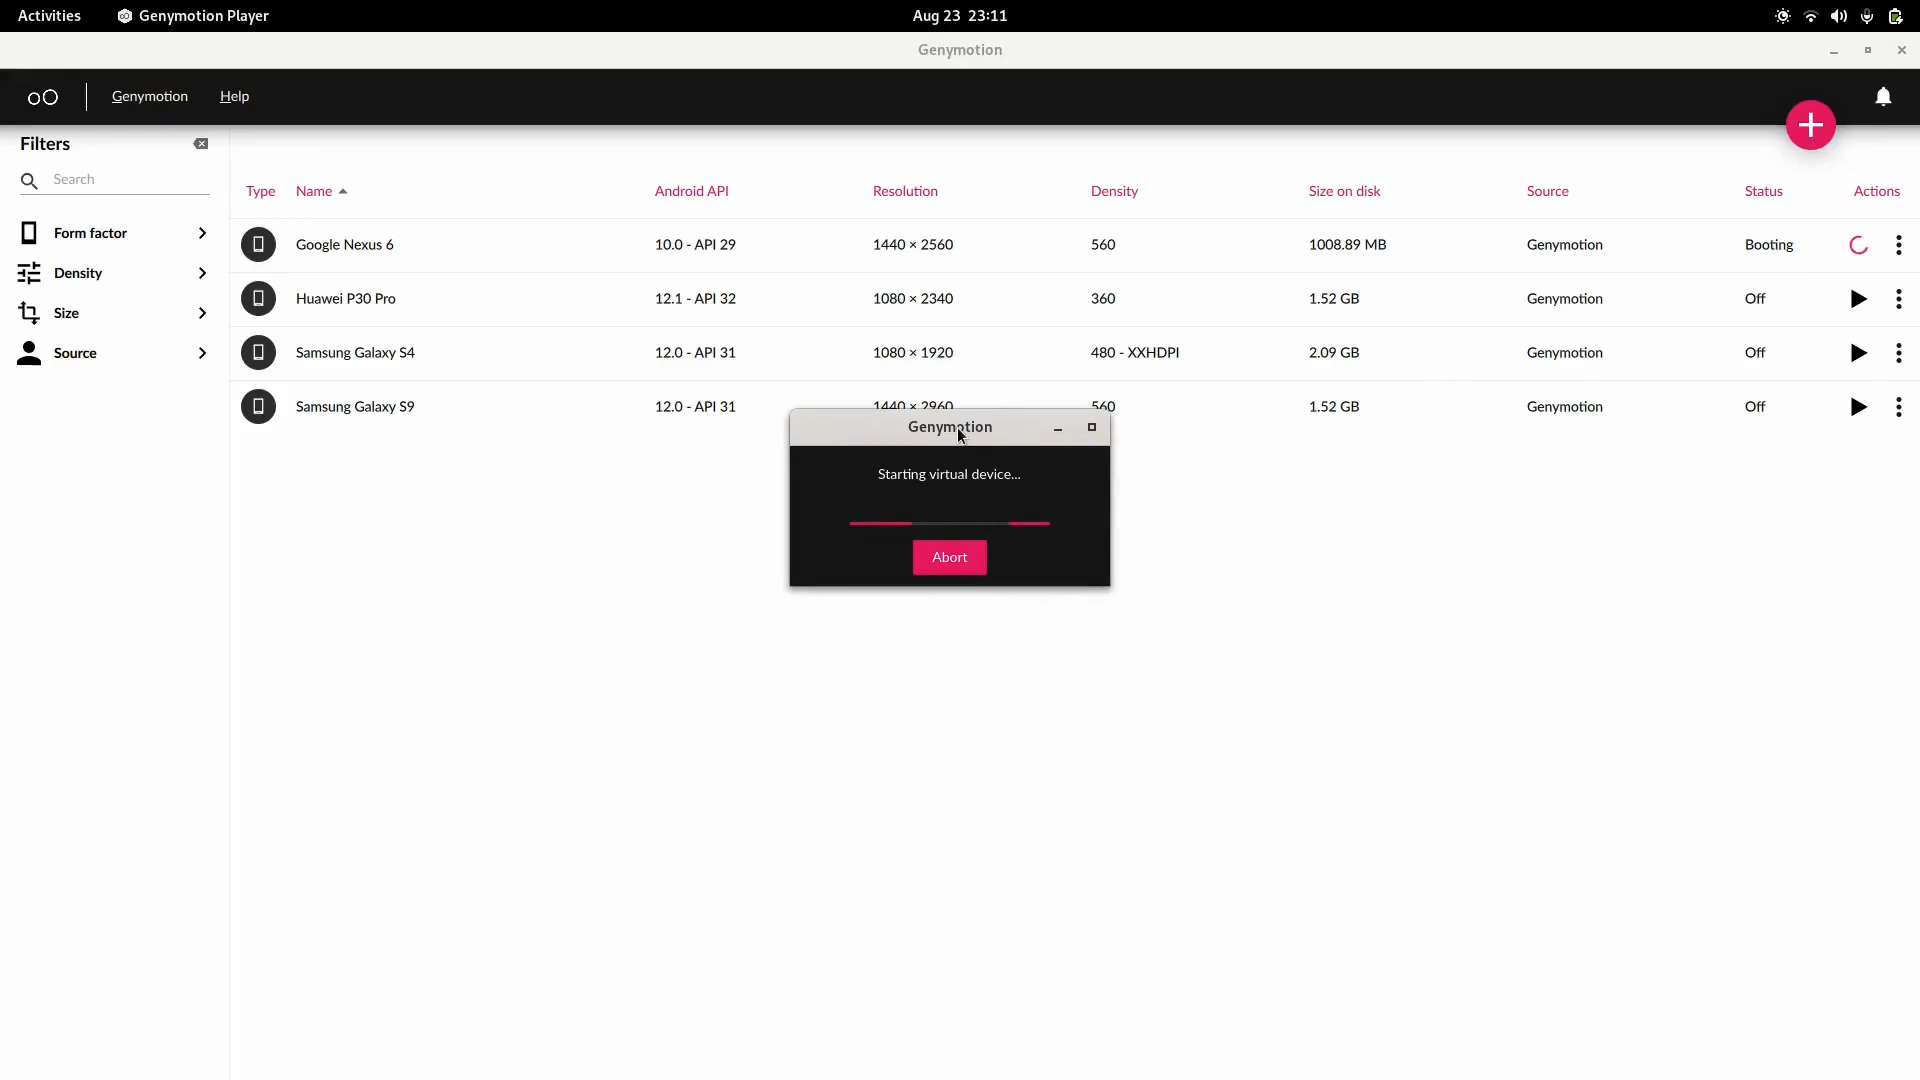 Activities Genymotion Player Aug 23 23:11
Genymotion
Genymotion Help
Filters
Search
Form factor
Density
Size
Source
Type Name Android API Resolution Density Size on disk Source Status Actions
Google Nexus 6 10.0 - API 29 1440 × 2560 560 1008.89 MB Genymotion Booting
Huawei P30 Pro 12.1 - API 32 1080 × 2340 360 1.52 GB Genymotion Off
Samsung Galaxy S4 12.0 - API 31 1080 × 1920 480 - XXHDPI 2.09 GB Genymotion Off
Samsung Galaxy S9 12.0 - API 31 1440 × 2960 560 1.52 GB Genymotion Off
Genymotion
Starting virtual device...
Abort